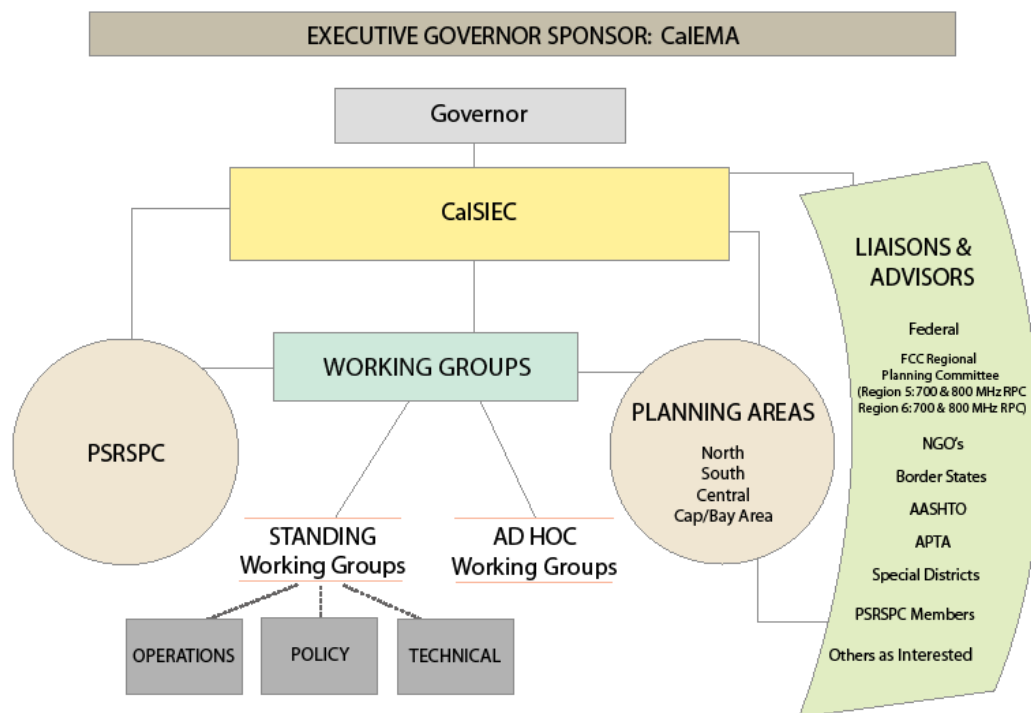 EXECUTIVE GOVERNOR SPONSOR: CalEMA
Governor
CalSIEC
WORKING GROUPS
PSRSPC
PLANNING AREAS
North
South
Central
Cap/Bay Area
STANDING
Working Groups
AD HOC
Working Groups
OPERATIONS
POLICY
TECHNICAL
LIAISONS &
ADVISORS
Federal
FCC Regional
Planning Committee
(Region 5: 700 & 800 MHz RPC
Region 6: 700 & 800 MHz RPC)
NGO's
Border States
AASHTO
APTA
Special Districts
PSRSPC Members
Others as Interested